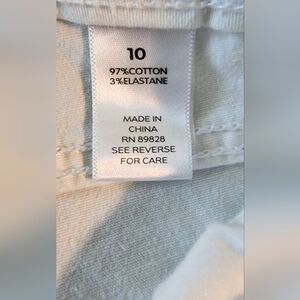 10
97%COTTON
3%ELASTANE
MADE IN
CHINA
RN 89828
SEE REVERSE
FOR CARE